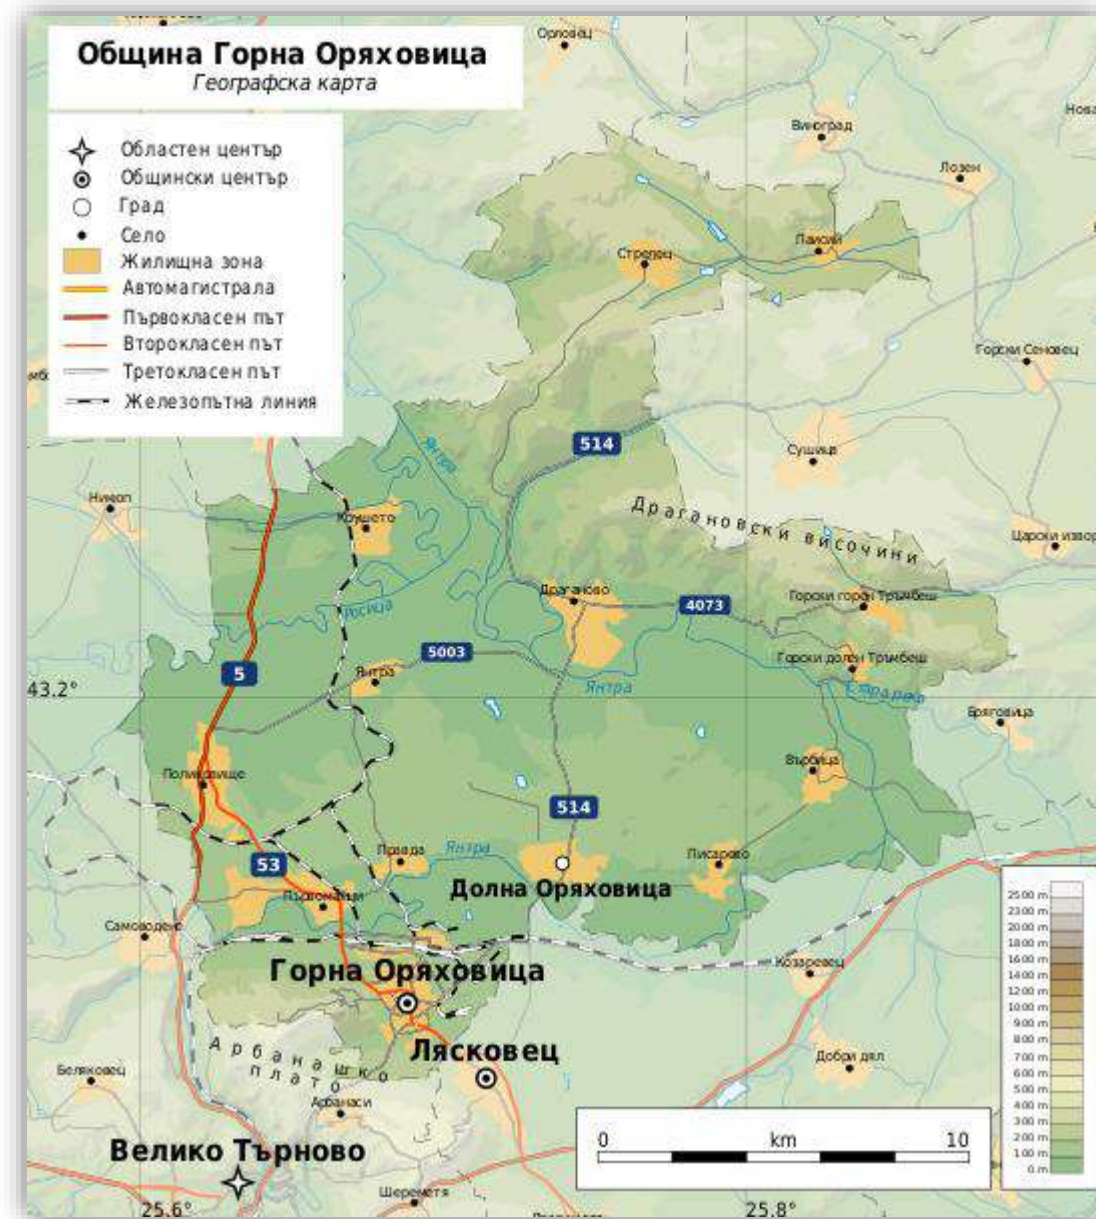 Община Горна Оряховица
Географска карта
Областен център
Общински център
Град
Село
Жилищна зона
Автомагистрала
Първокласен път
Второкласен път
Третокласен път
Железопътна линия
Орловец
Виноград
Лозен
Нова
Стрелец
Паисий
Горски Сеновец
Янтра
514
Сушица
Никоп
Крушето
Драгановски височини
Царски извор
Росица
Драганово
4073
Горски горен Тръмбеш
5003
Горски долен Тръмбеш
5
Янтра
Янтра
Стара река
43.2°
Бряговица
Върбица
Поликраище
514
Правда
Янтра
Писарово
53
Долна Оряховица
Първомайци
Самоводене
Козаревец
Горна Оряховица
Лясковец
Арбанашко
плато
Беляковец
Добри дял
Арбанаси
Велико Търново
Шереметя
25.6°
25.8°
0 km 10
2500 m
2300 m
2000 m
1800 m
1600 m
1400 m
1200 m
1000 m
900 m
800 m
700 m
600 m
500 m
400 m
300 m
200 m
100 m
0 m